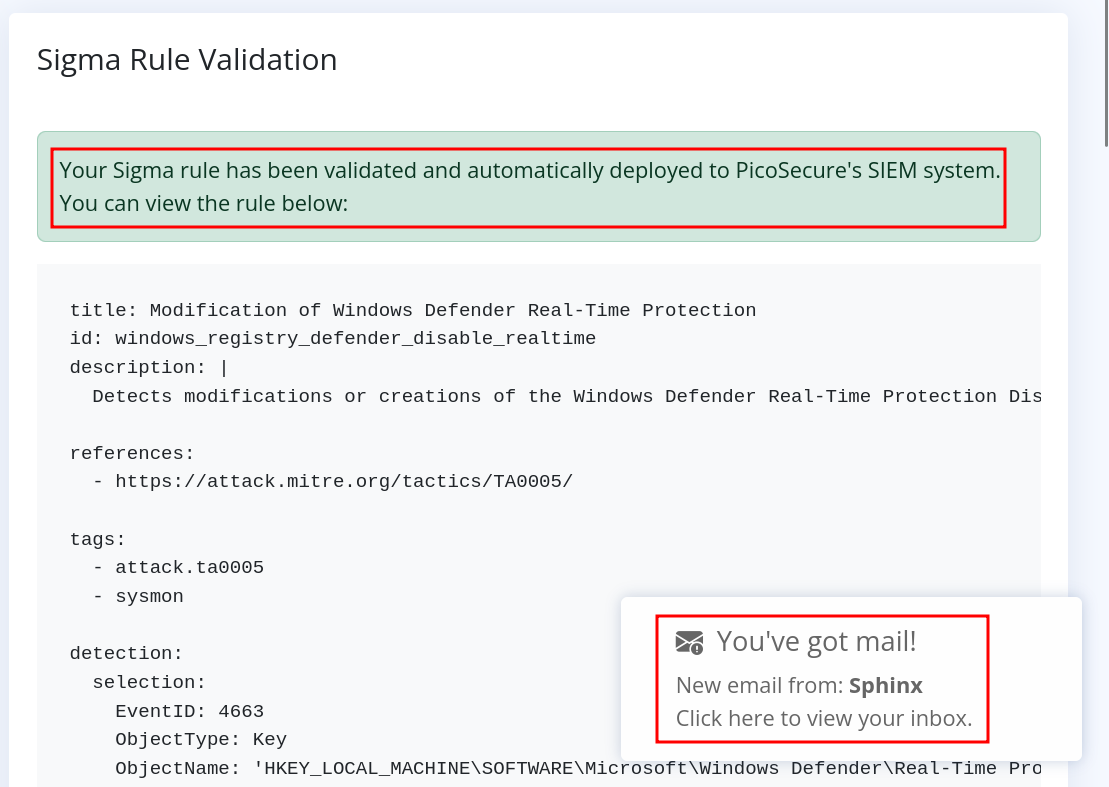 Sigma Rule Validation
Your Sigma rule has been validated and automatically deployed to PicoSecure's SIEM system.
You can view the rule below:
title: Modification of Windows Defender Real-Time Protection
id: windows_registry_defender_disable_realtime
description: |
Detects modifications or creations of the Windows Defender Real-Time Protection Dis
references:
- https://attack.mitre.org/tactics/TA0005/
tags:
- attack.ta0005
- sysmon
detection:
selection:
EventID: 4663
ObjectType: Key
ObjectName: 'HKEY_LOCAL_MACHINE\SOFTWARE\Microsoft\Windows Defender\Real-Time Pro
You've got mail!
New email from: Sphinx
Click here to view your inbox.